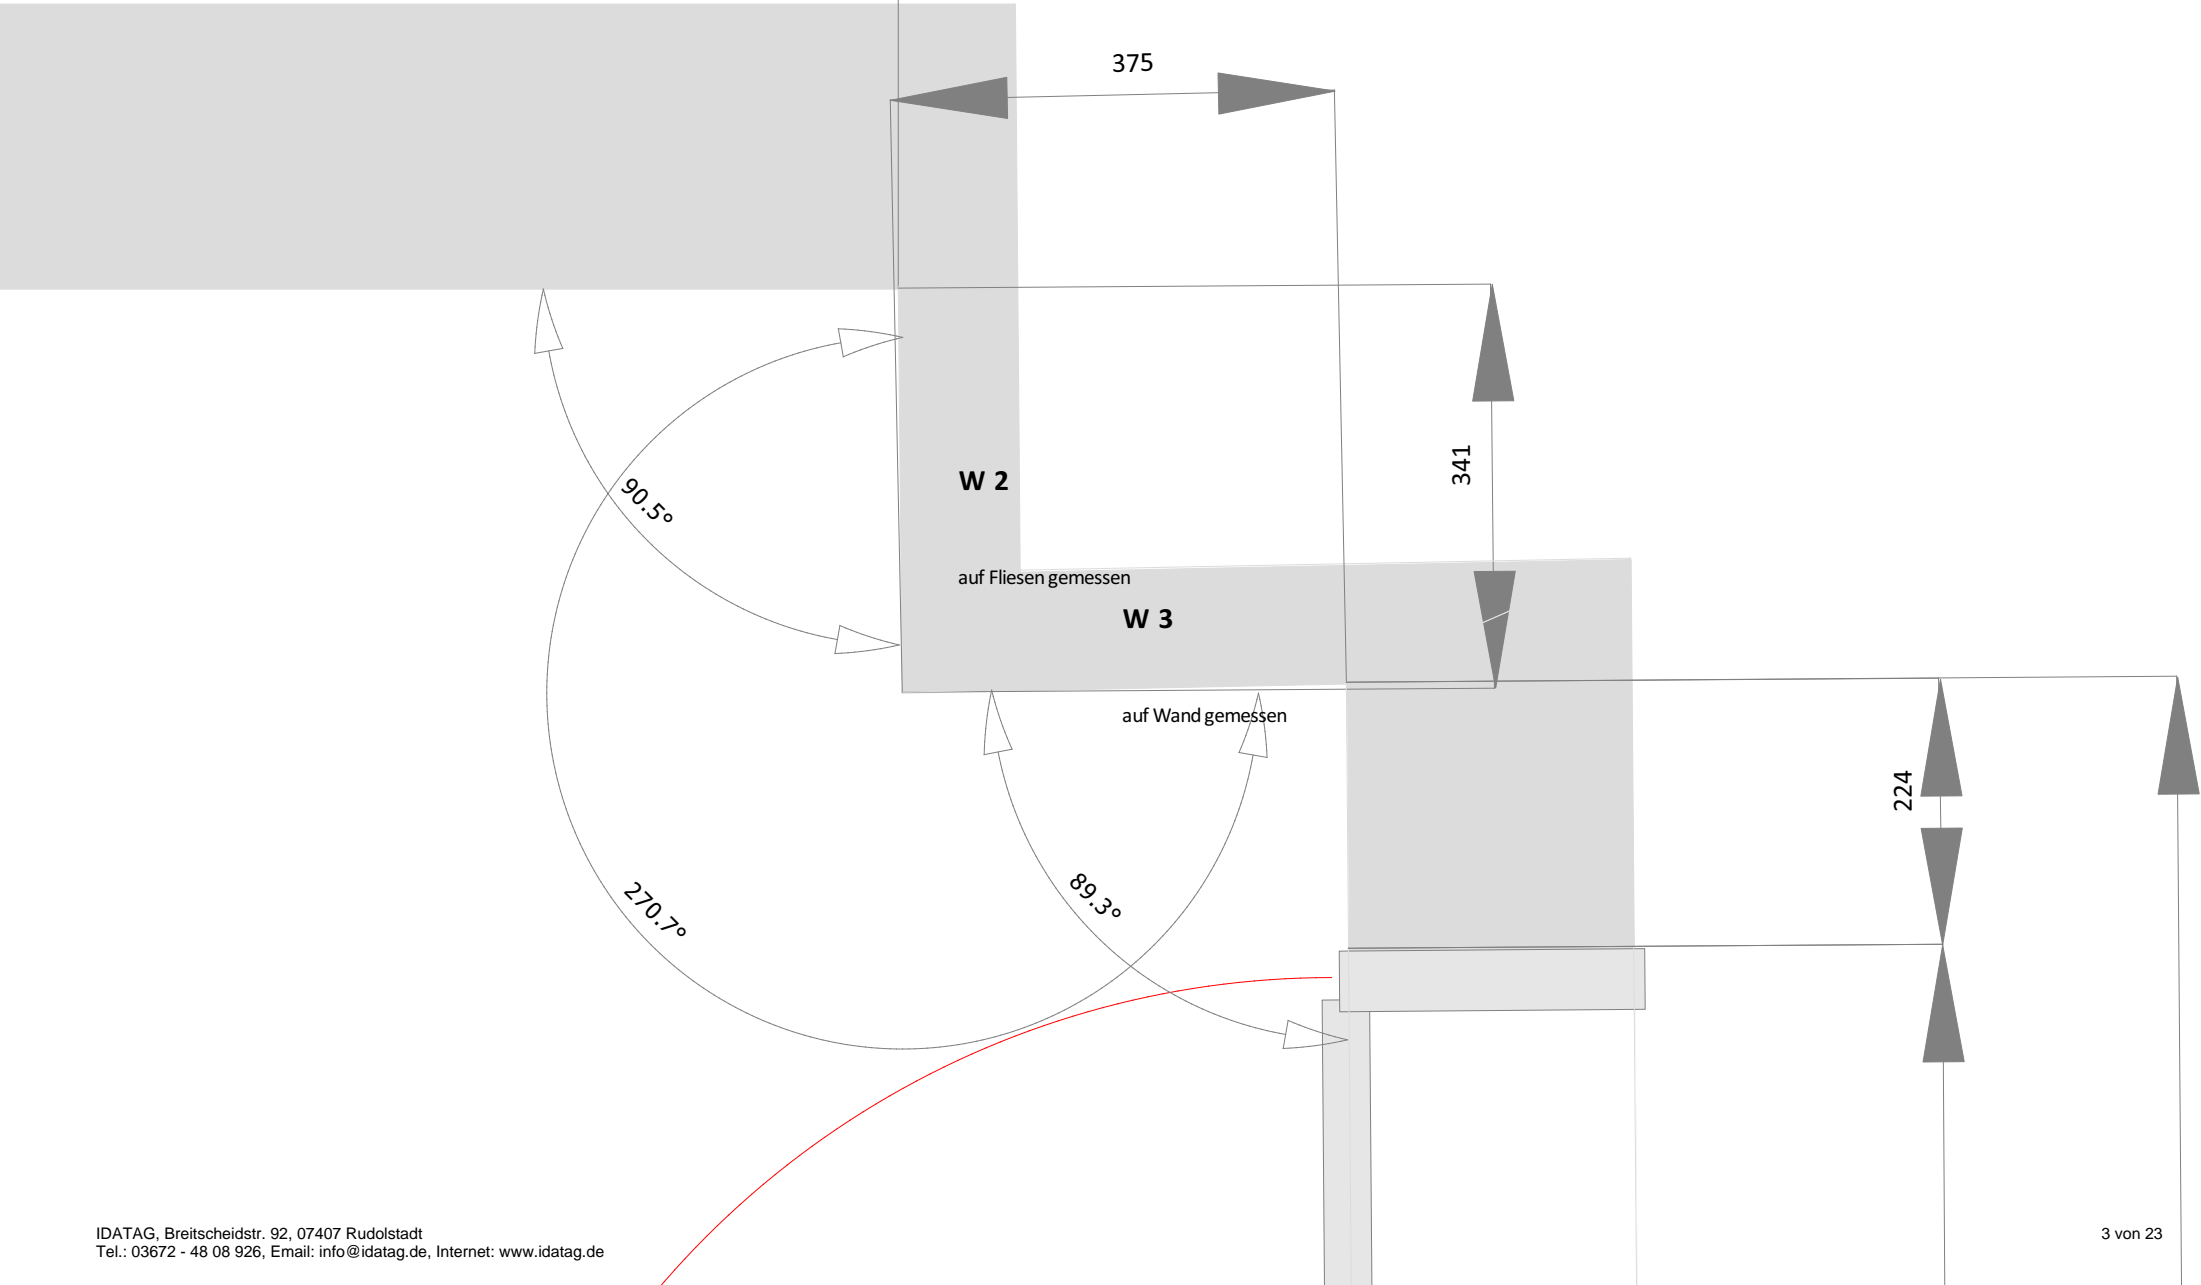 375
341
90.5°
W 2
auf Fliesen gemessen
W 3
auf Wand gemessen
224
270.7°
89.3°
IDATAG, Breitscheidstr. 92, 07407 Rudolstadt
Tel.: 03672 - 48 08 926, Email: info@idatag.de, Internet: www.idatag.de
3 von 23